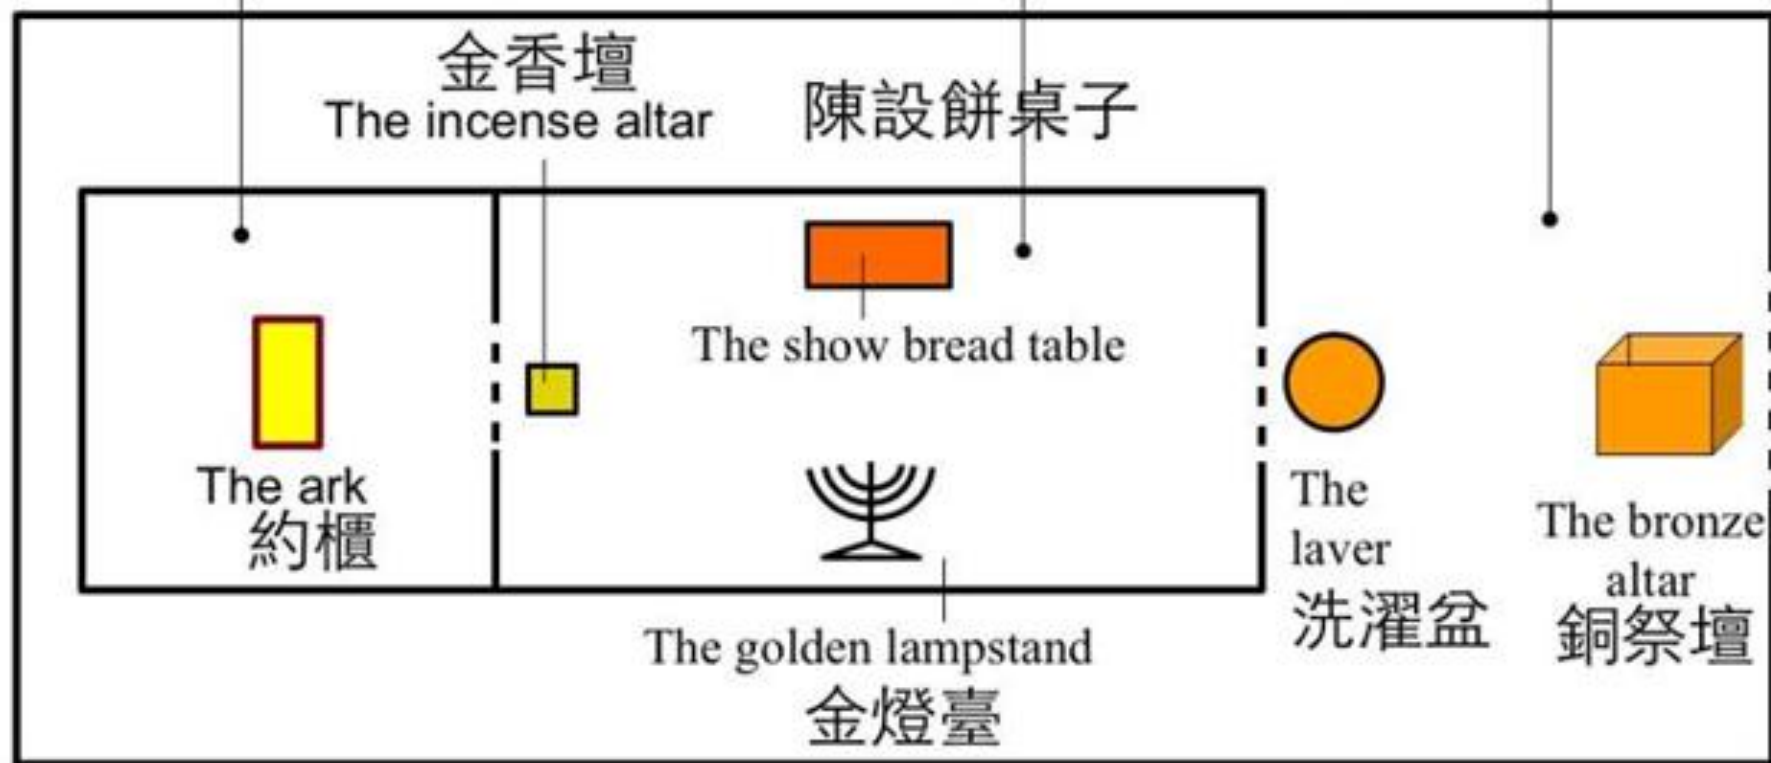 金香壇
The incense altar
陳設餅桌子
The show bread table
The ark
約櫃
The golden lampstand
金燈臺
The
laver
洗濯盆
The bronze
altar
銅祭壇